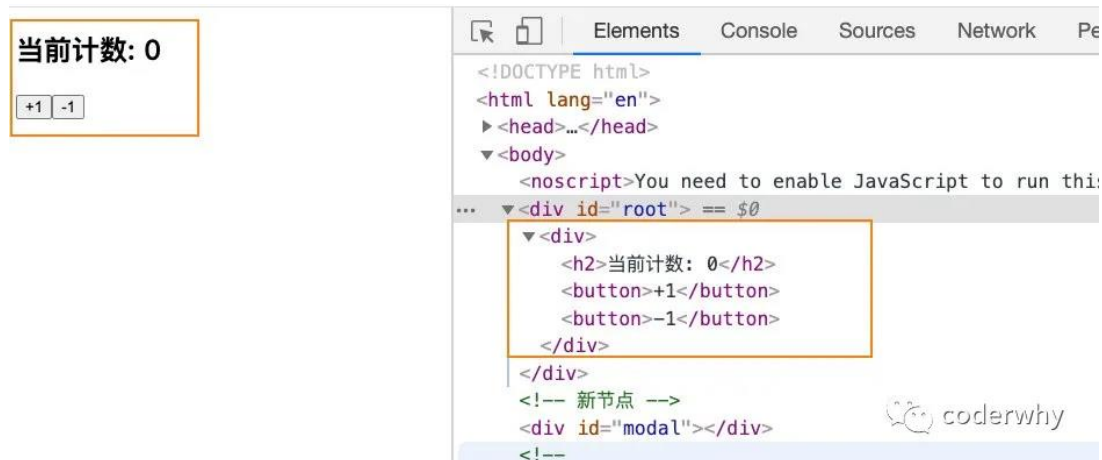 当前计数: 0
+1 -1
Elements Console Sources Network Pe
<!DOCTYPE html>
<html lang="en">
<head>…</head>
<body>
<noscript>You need to enable JavaScript to run this
<div id="root"> == $0
<div>
<h2>当前计数: 0</h2>
<button>+1</button>
<button>-1</button>
</div>
</div>
<!-- 新节点 -->
<div id="modal"></div>
<!--
coderwhy